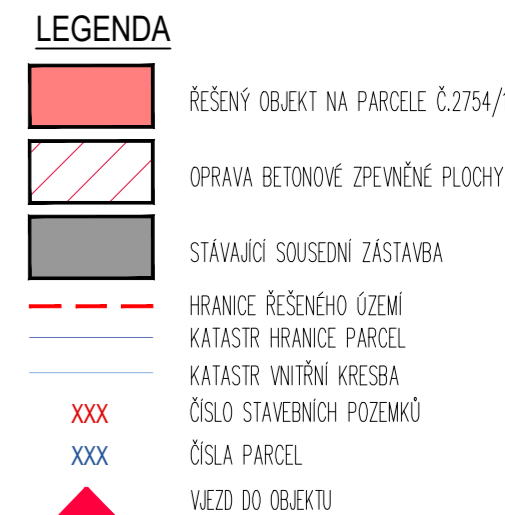 LEGENDA
ŘEŠENÝ OBJEKT NA PARCELE Č.2754/
OPRAVA BETONOVÉ ZPEVNĚNÉ PLOCHY
STÁVAJÍCÍ SOUSEDNÍ ZÁSTAVBA
HRANICE ŘEŠENÉHO ÚZEMÍ
KATASTR HRANICE PARCEL
KATASTR VNITŘNÍ KRESBA
XXX ČÍSLO STAVEBNÍCH POZEMKŮ
XXX ČÍSLA PARCEL
VJEZD DO OBJEKTU